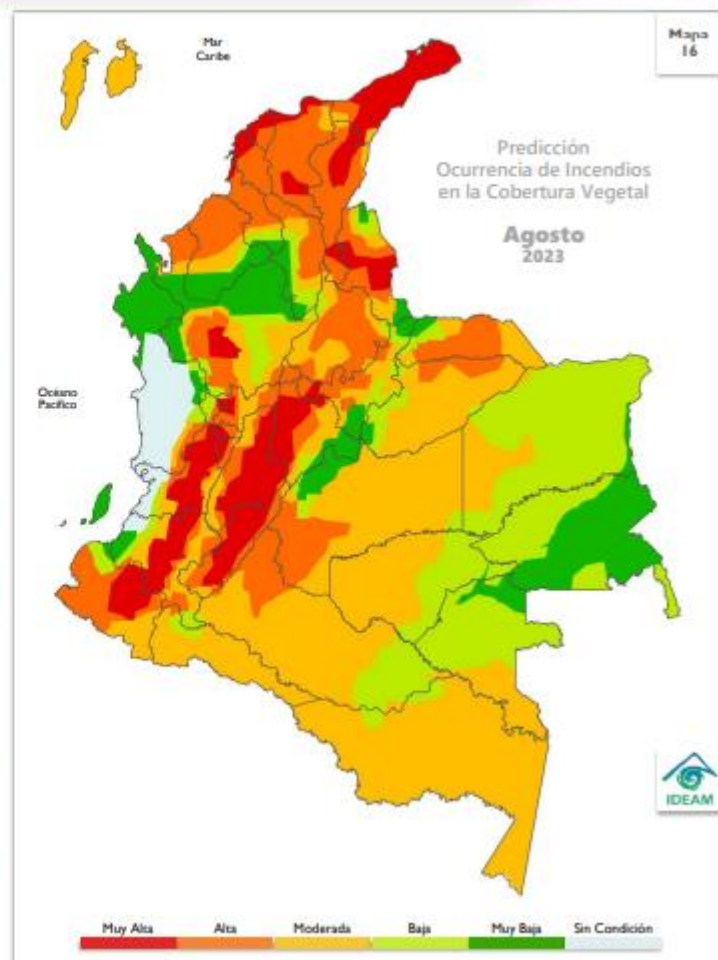 Mapa
16
Mar
Caribe
Predicción
Ocurrencia de Incendios
en la Cobertura Vegetal
Agosto
2023
Océano
Pacífico
IDEAM
Muy Alta Alta Moderada Baja Muy Baja Sin Condición